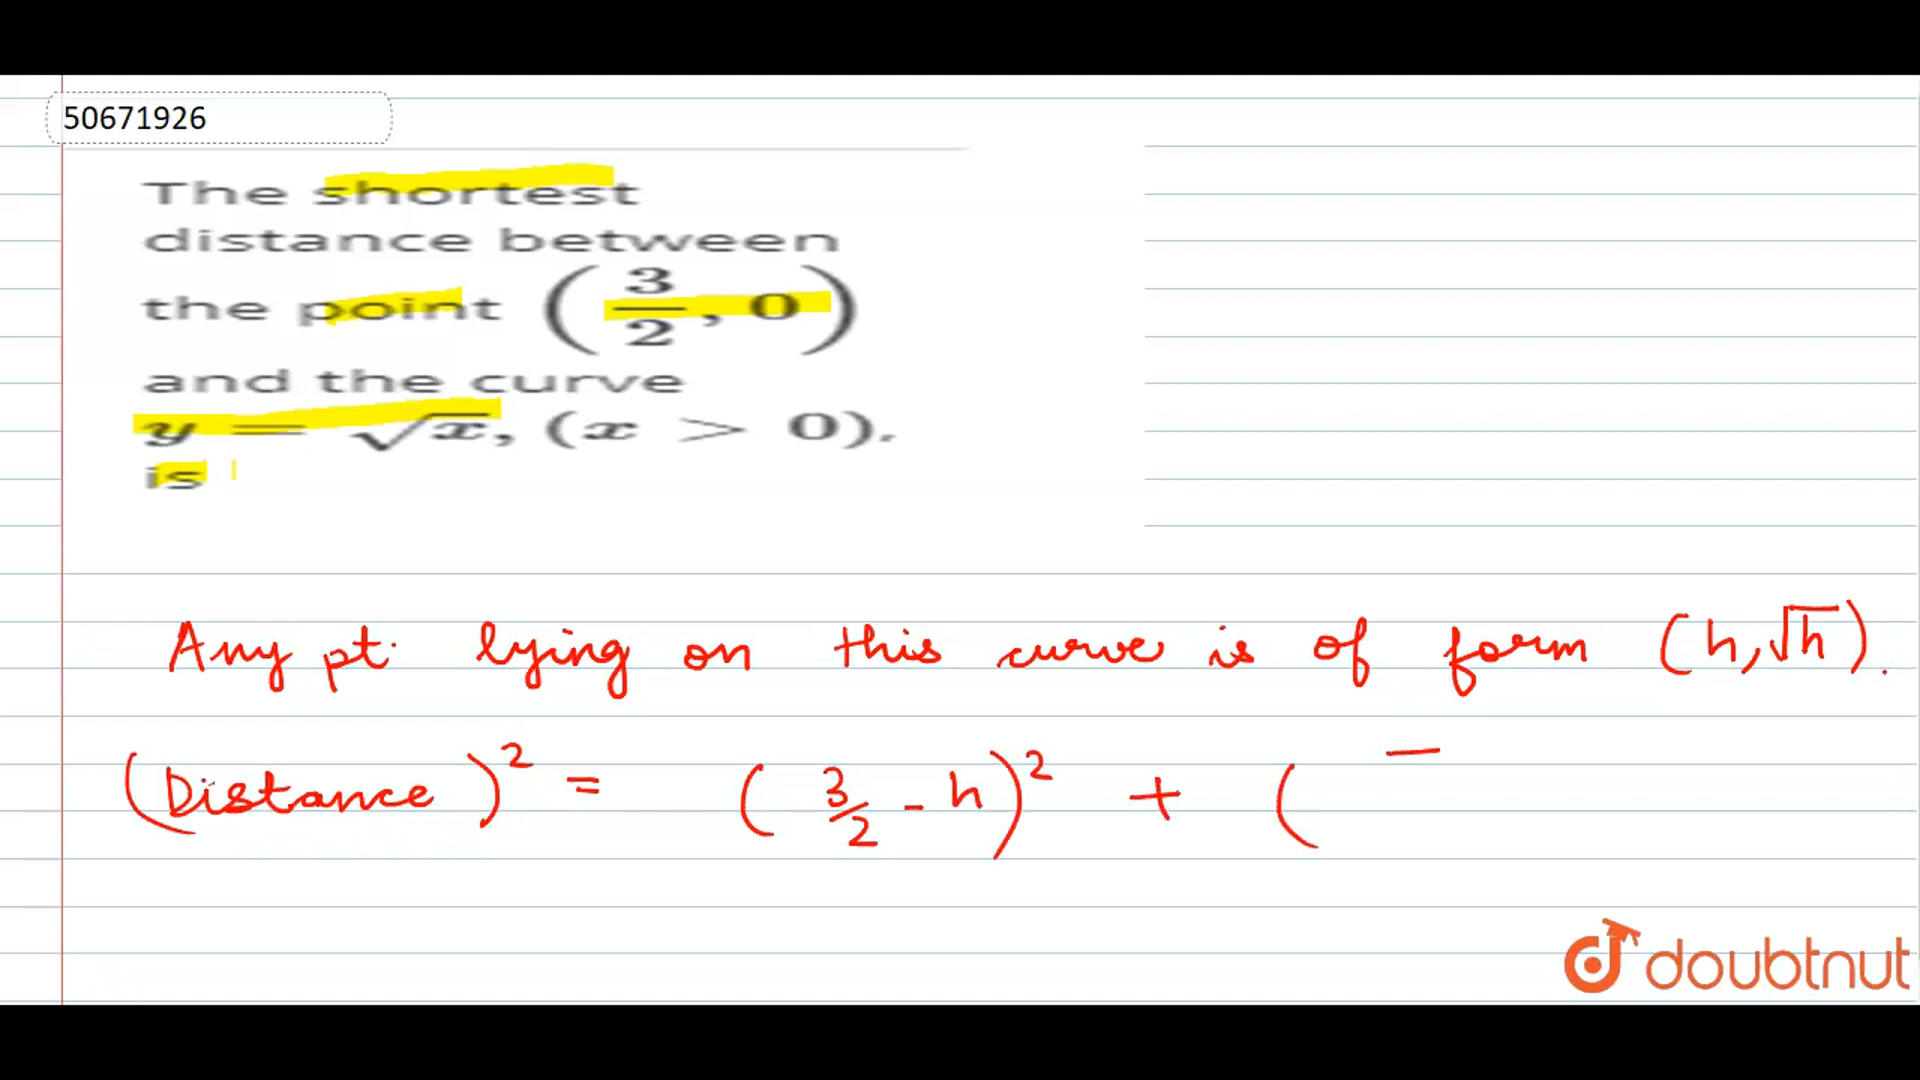 50671926
The shortest
distance between
the point (3/2, 0)
and the curve
y = √x, (x > 0),
is
Any pt. lying on this curve is of form (h, √h).
(Distance)² = (3/2 - h)² + (
doubtnut